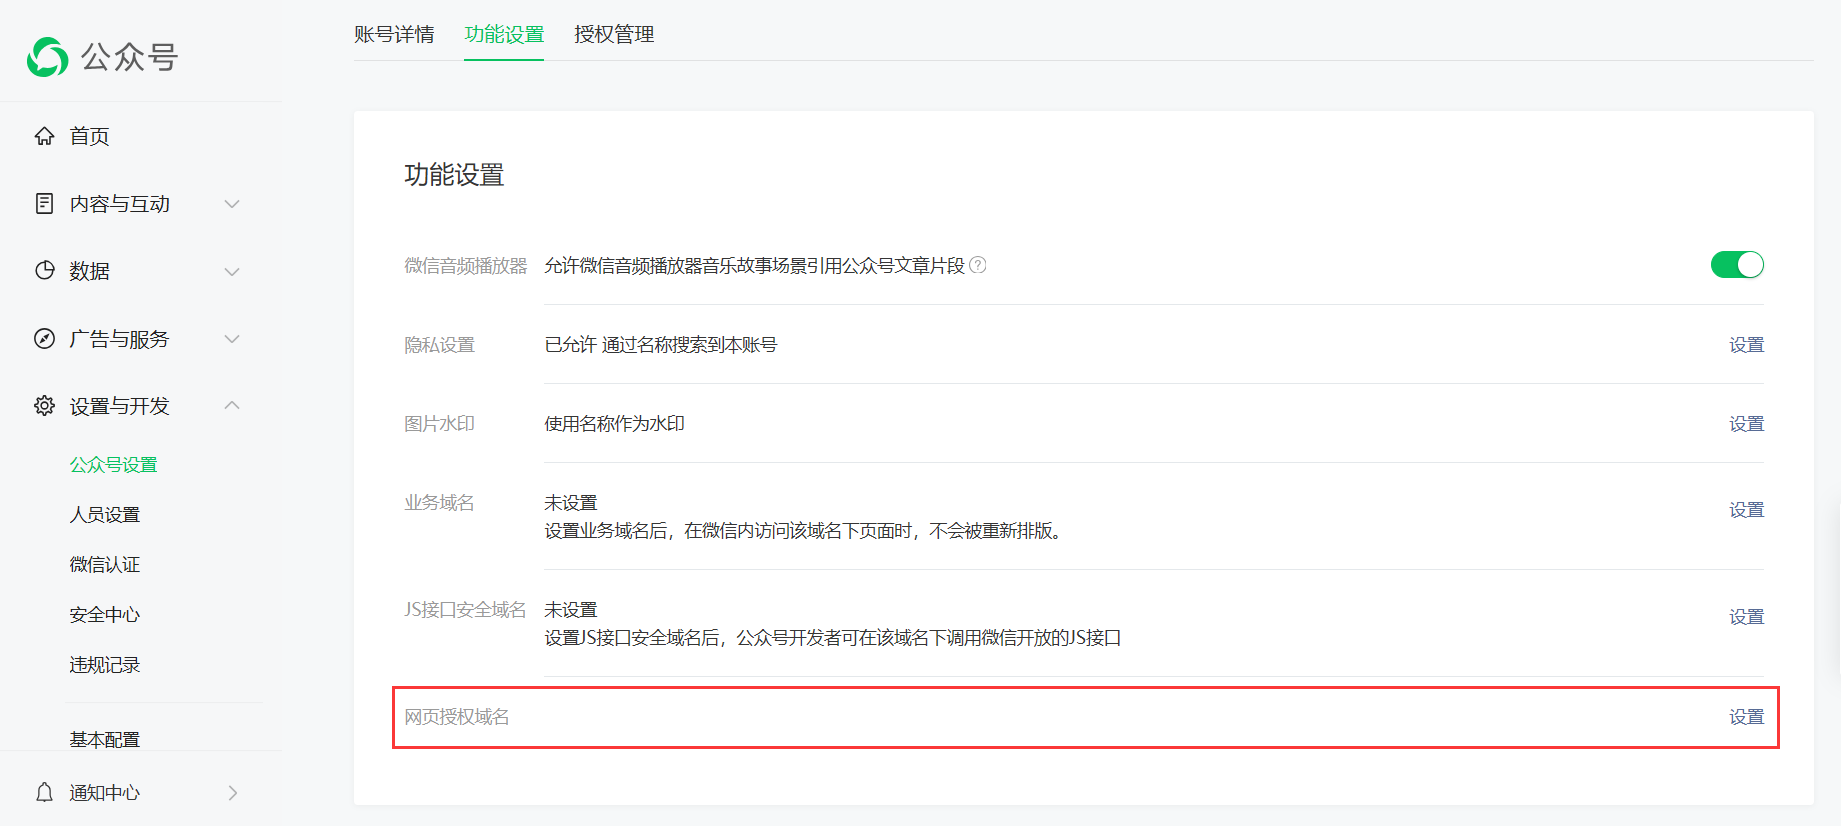 公众号
首页
内容与互动
数据
广告与服务
设置与开发
公众号设置
人员设置
微信认证
安全中心
违规记录
基本配置
通知中心
账号详情 功能设置 授权管理
功能设置
微信音频播放器 允许微信音频播放器音乐故事场景引用公众号文章片段 ?
隐私设置 已允许 通过名称搜索到本账号 设置
图片水印 使用名称作为水印 设置
业务域名 未设置 设置
设置业务域名后，在微信内访问该域名下页面时，不会被重新排版。
JS接口安全域名 未设置 设置
设置JS接口安全域名后，公众号开发者可在该域名下调用微信开放的JS接口
网页授权域名 设置